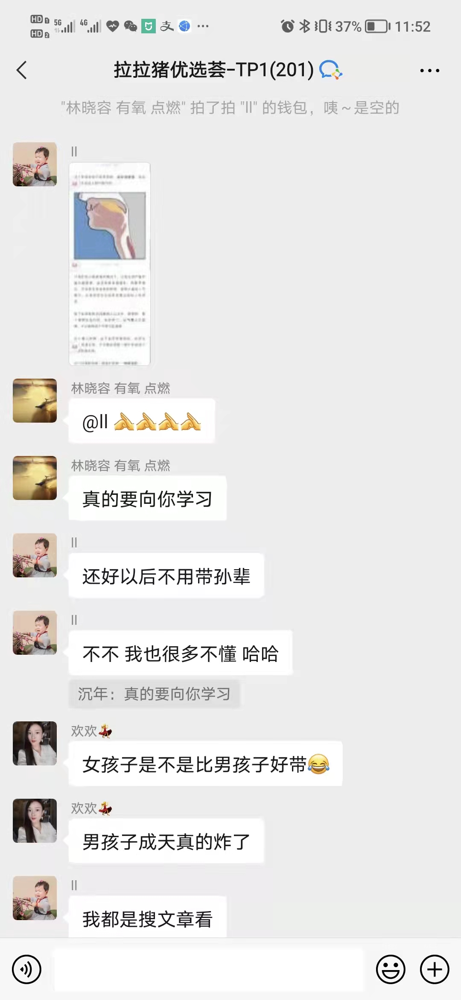 HD 1 5G 4G 支 37% 11:52
HD 2
拉拉猪优选荟-TP1(201)
"林晓容 有氧 点燃" 拍了拍 "ll" 的钱包，咦~是空的
ll
林晓容 有氧 点燃
@ll
林晓容 有氧 点燃
真的要向你学习
ll
还好以后不用带孙辈
ll
不不 我也很多不懂 哈哈
沉年：真的要向你学习
欢欢💃
女孩子是不是比男孩子好带😂
欢欢💃
男孩子成天真的炸了
ll
我都是搜文章看